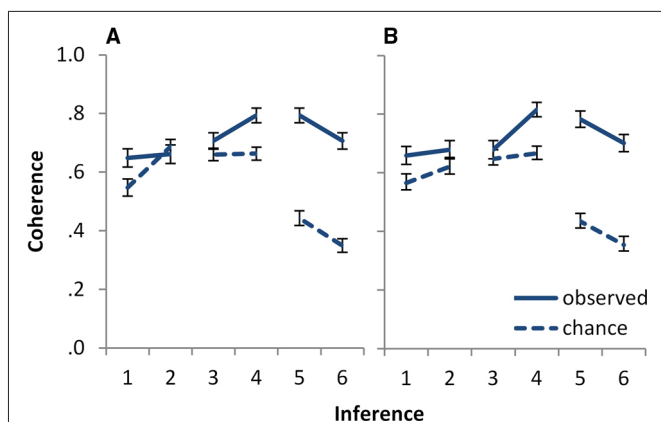 A
B
1.0
.8
.6
.4
.2
.0
Coherence
observed
chance
1 2 3 4 5 6
1 2 3 4 5 6
Inference